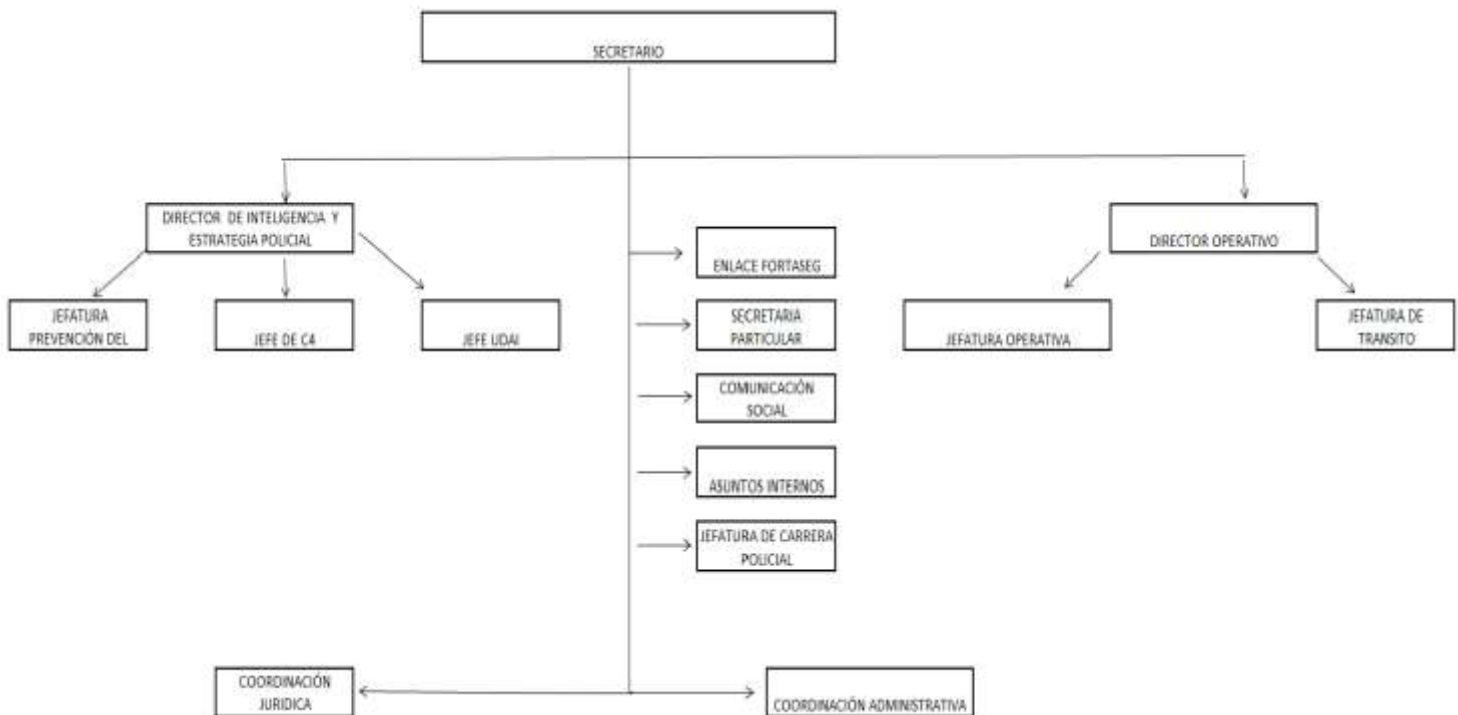 SECRETARIO
DIRECTOR DE INTELIGENCIA Y
ESTRATEGIA POLICIAL
DIRECTOR OPERATIVO
ENLACE FORTASEG
JEFATURA
PREVENCIÓN DEL
JEFE DE C4
JEFE UDAI
SECRETARIA
PARTICULAR
JEFATURA OPERATIVA
JEFATURA DE
TRANSITO
COMUNICACIÓN
SOCIAL
ASUNTOS INTERNOS
JEFATURA DE CARRERA
POLICIAL
COORDINACIÓN
JURIDICA
COORDINACIÓN ADMINISTRATIVA